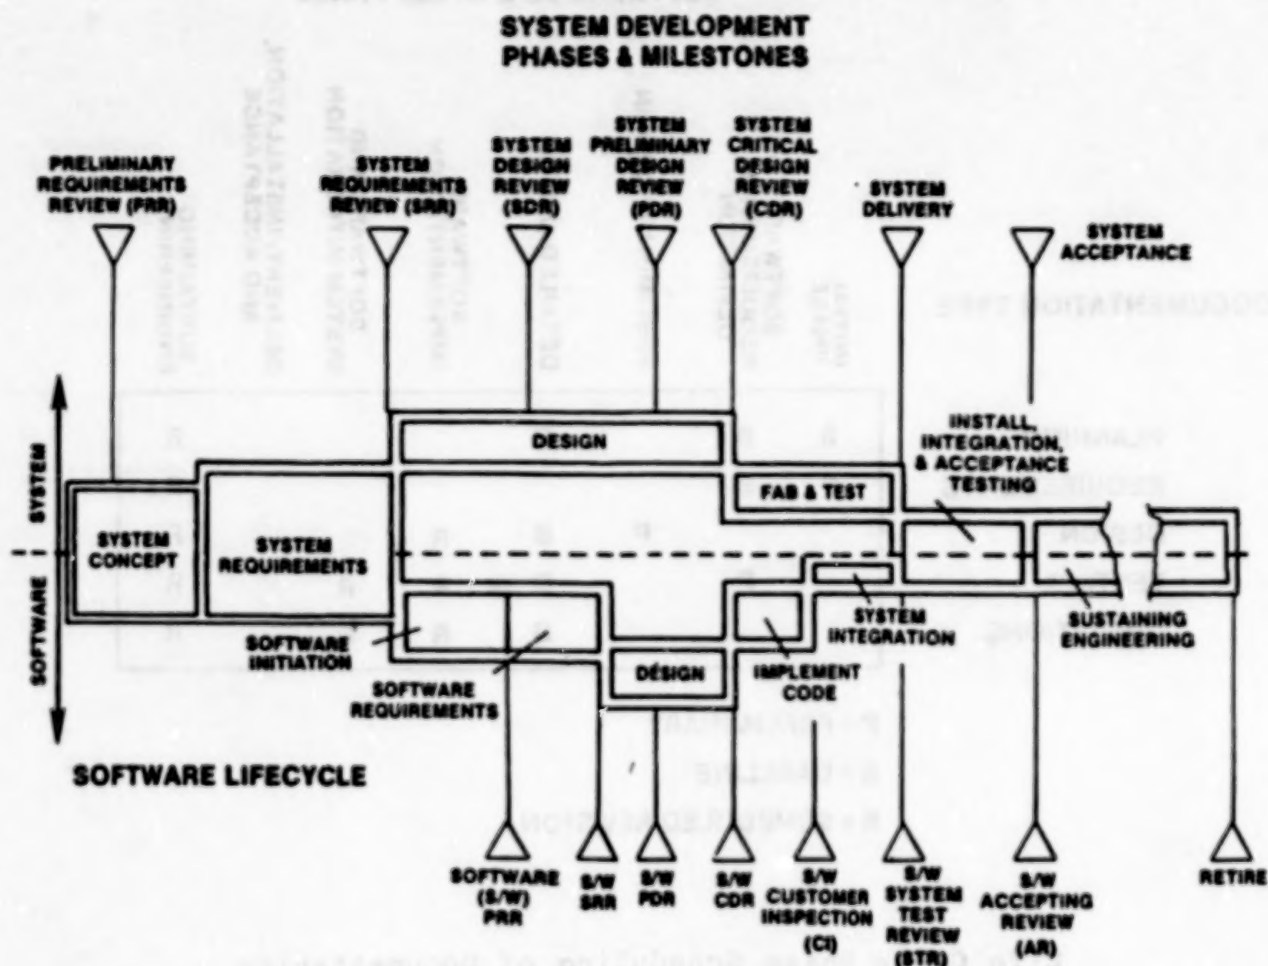 SYSTEM DEVELOPMENT
PHASES & MILESTONES
PRELIMINARY
REQUIREMENTS
REVIEW (PRR)
SYSTEM
REQUIREMENTS
REVIEW (SRR)
SYSTEM
DESIGN
REVIEW
(SDR)
SYSTEM
PRELIMINARY
DESIGN
REVIEW
(PDR)
SYSTEM
CRITICAL
DESIGN
REVIEW
(CDR)
SYSTEM
DELIVERY
SYSTEM
ACCEPTANCE
SYSTEM
SOFTWARE
SYSTEM
CONCEPT
SYSTEM
REQUIREMENTS
DESIGN
FAB & TEST
INSTALL,
INTEGRATION,
& ACCEPTANCE
TESTING
SOFTWARE
INITIATION
SOFTWARE
REQUIREMENTS
DESIGN
IMPLEMENT
CODE
SYSTEM
INTEGRATION
SUSTAINING
ENGINEERING
SOFTWARE LIFECYCLE
SOFTWARE
(S/W)
PRR
S/W
SRR
S/W
PDR
S/W
CDR
S/W
CUSTOMER
INSPECTION
(CI)
S/W
SYSTEM
TEST
REVIEW
(STR)
S/W
ACCEPTING
REVIEW
(AR)
RETIRE